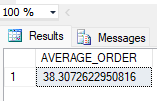 100 %
Results Messages
AVERAGE_ORDER
1 38.3072622950816